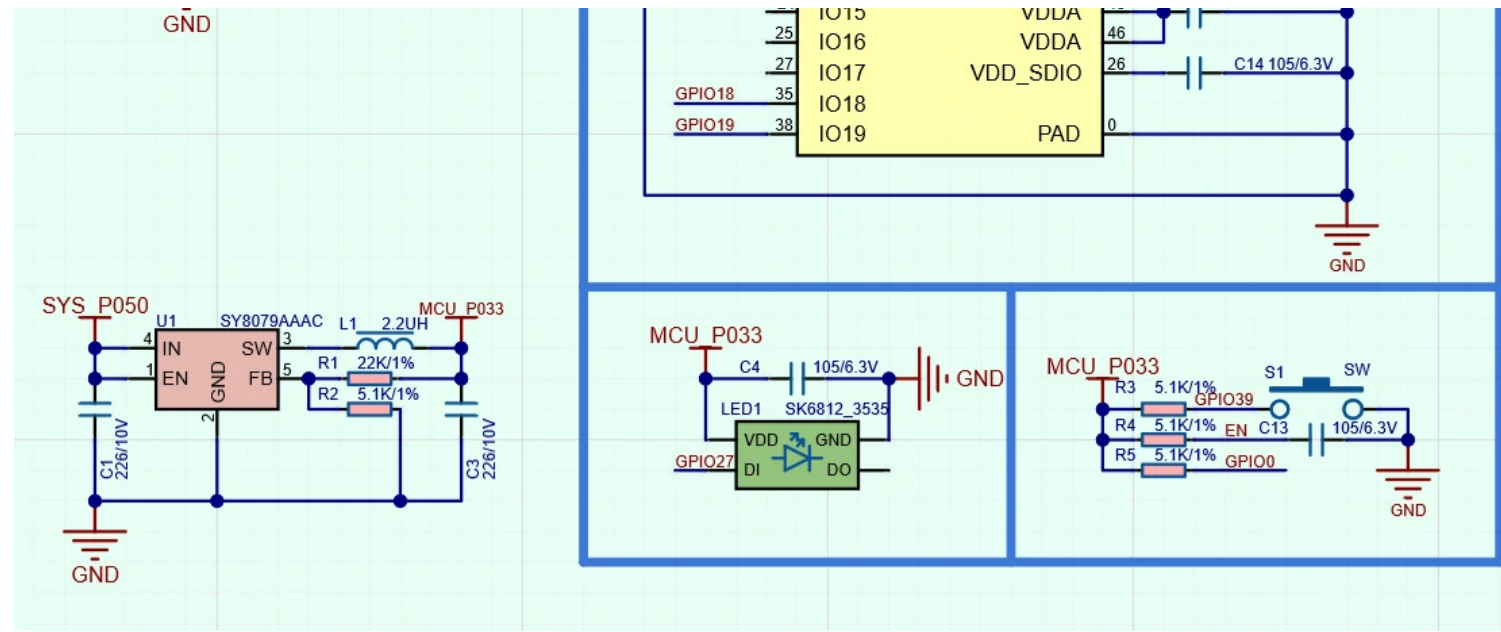 GND
IO15
VDDA
25
IO16
VDDA
46
27
IO17
VDD_SDIO
26
C14 105/6.3V
GPIO18
35
IO18
GPIO19
38
IO19
PAD
0
GND
SYS_P050
U1
SY8079AAAC
L1
2.2UH
MCU_P033
4
IN
SW
3
1
EN
GND
FB
5
R1
22K/1%
R2
5.1K/1%
2
C1
226/10V
C3
226/10V
GND
MCU_P033
C4
105/6.3V
GND
LED1
SK6812_3535
VDD
GND
GPIO27
DI
DO
MCU_P033
S1
SW
R3
5.1K/1%
GPIO39
R4
5.1K/1%
EN
C13
105/6.3V
R5
5.1K/1%
GPIO0
GND